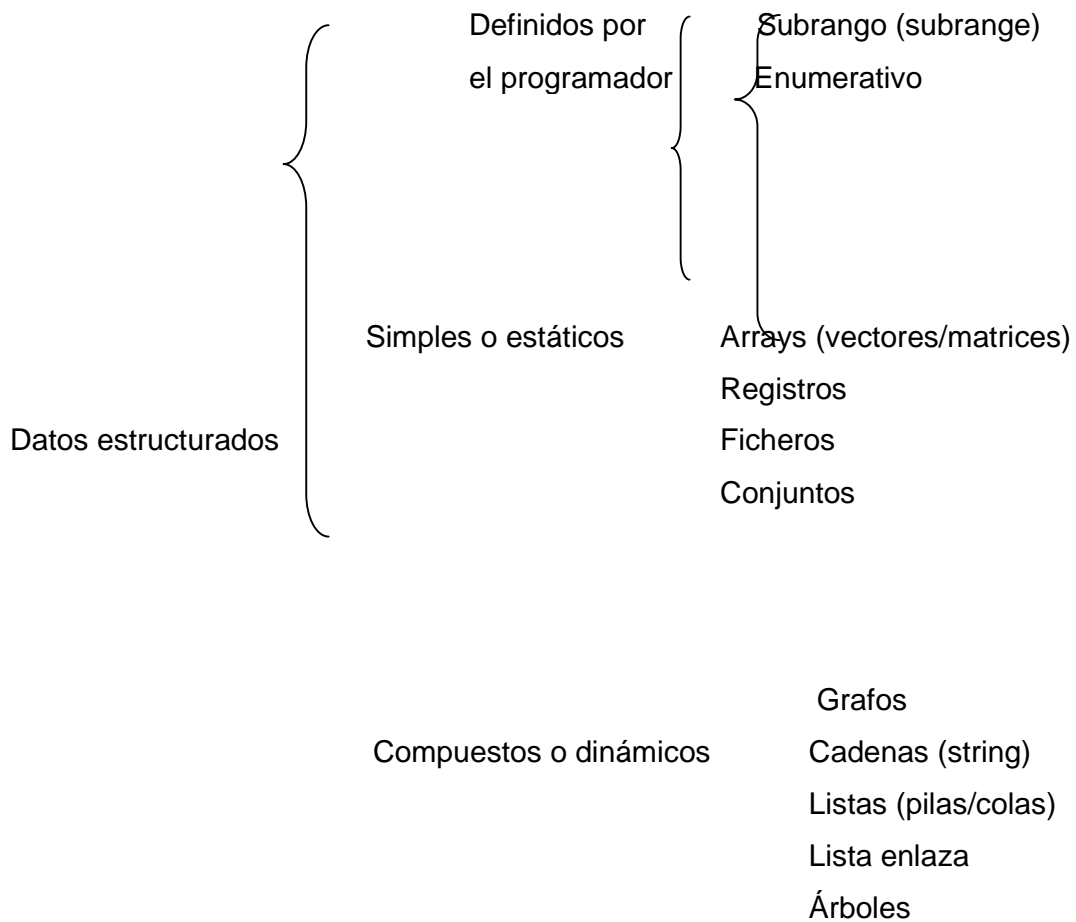 Definidos por Subrango (subrange)
el programador Enumerativo
Simples o estáticos Arrays (vectores/matrices)
Registros
Datos estructurados Ficheros
Conjuntos
Grafos
Compuestos o dinámicos Cadenas (string)
Listas (pilas/colas)
Lista enlaza
Árboles